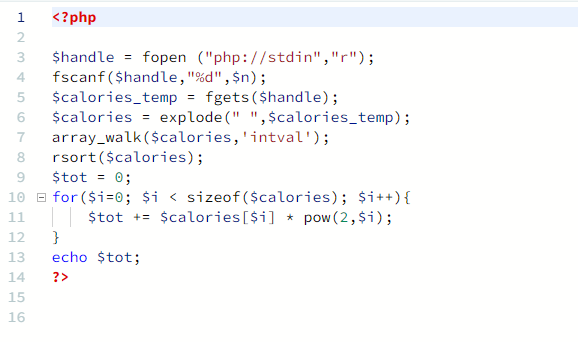 1 <?php
2
3 $handle = fopen ("php://stdin","r");
4 fscanf($handle,"%d",$n);
5 $calories_temp = fgets($handle);
6 $calories = explode(" ",$calories_temp);
7 array_walk($calories,'intval');
8 rsort($calories);
9 $tot = 0;
10 for($i=0; $i < sizeof($calories); $i++){
11     $tot += $calories[$i] * pow(2,$i);
12 }
13 echo $tot;
14 ?>
15
16